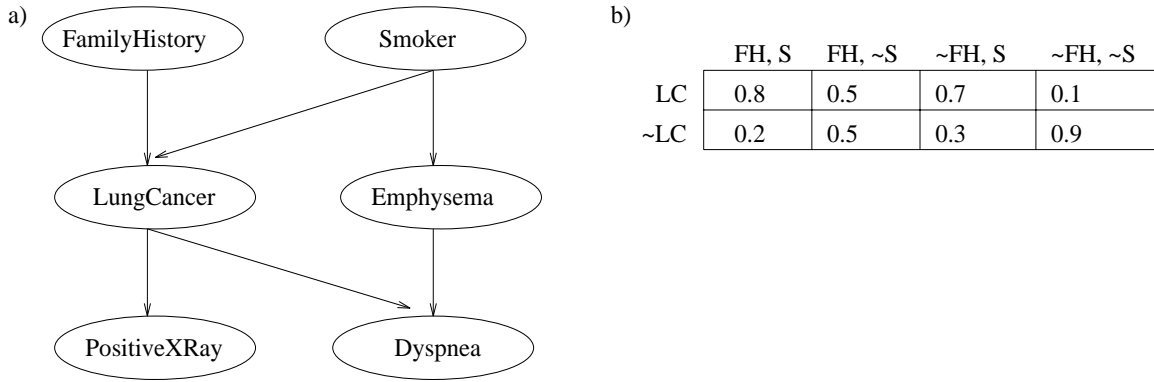 a)
FamilyHistory
Smoker
LungCancer
Emphysema
PositiveXRay
Dyspnea
b)
FH, S FH, ~S ~FH, S ~FH, ~S
LC 0.8 0.5 0.7 0.1
~LC 0.2 0.5 0.3 0.9